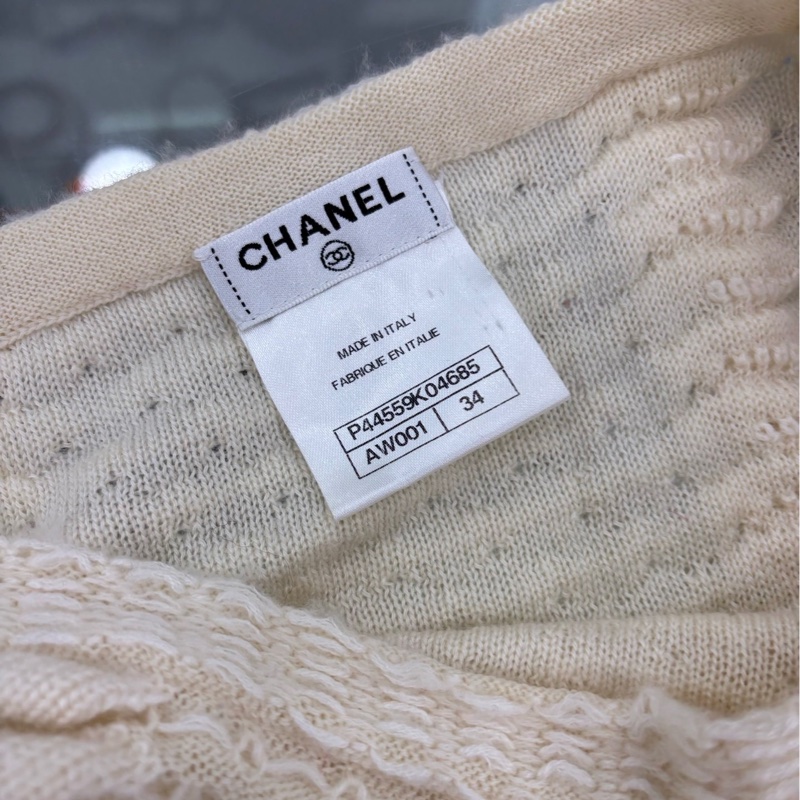 CHANEL
MADE IN ITALY
FABRIQUE EN ITALIE
P44559K04685
AW001 34